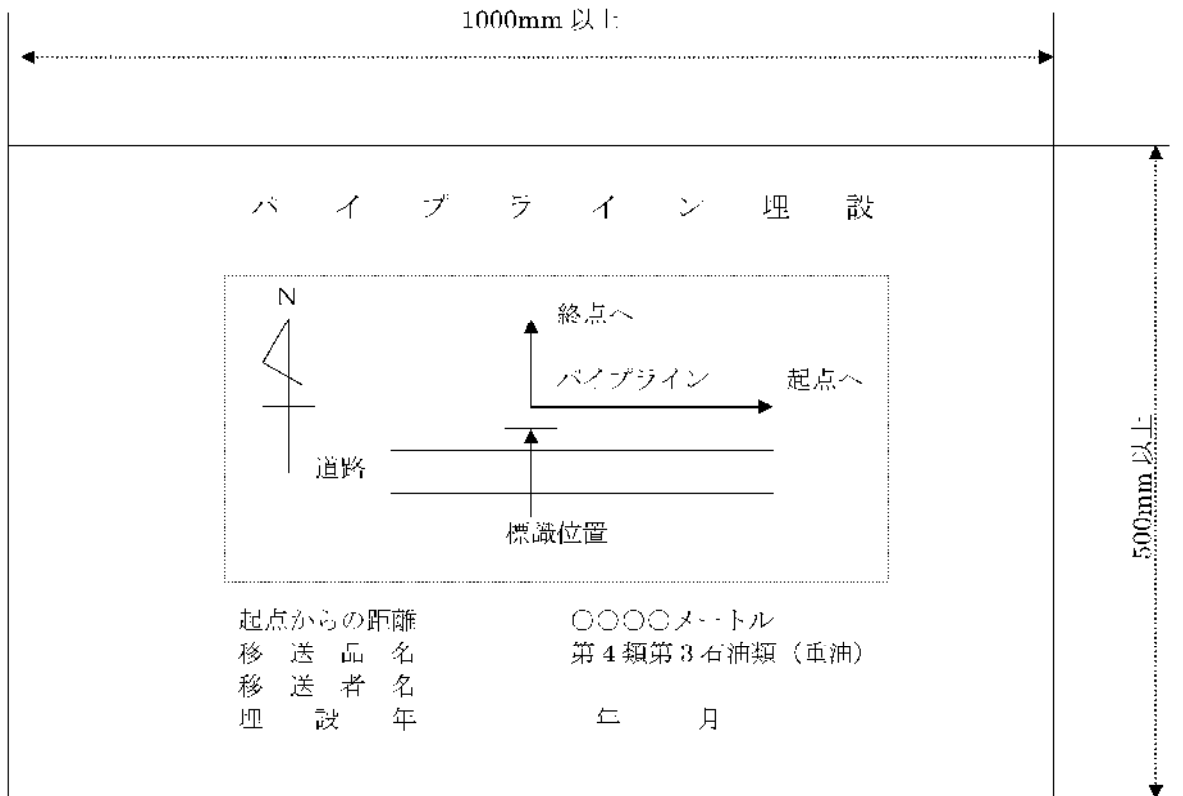 1000mm 以上
パイプライン埋設
N
終点へ
パイプライン
起点へ
道路
標識位置
500mm 以上
起点からの距離 ○○○○メートル
移送品名 第4類第3石油類（重油）
移送者名
埋設年 年 月